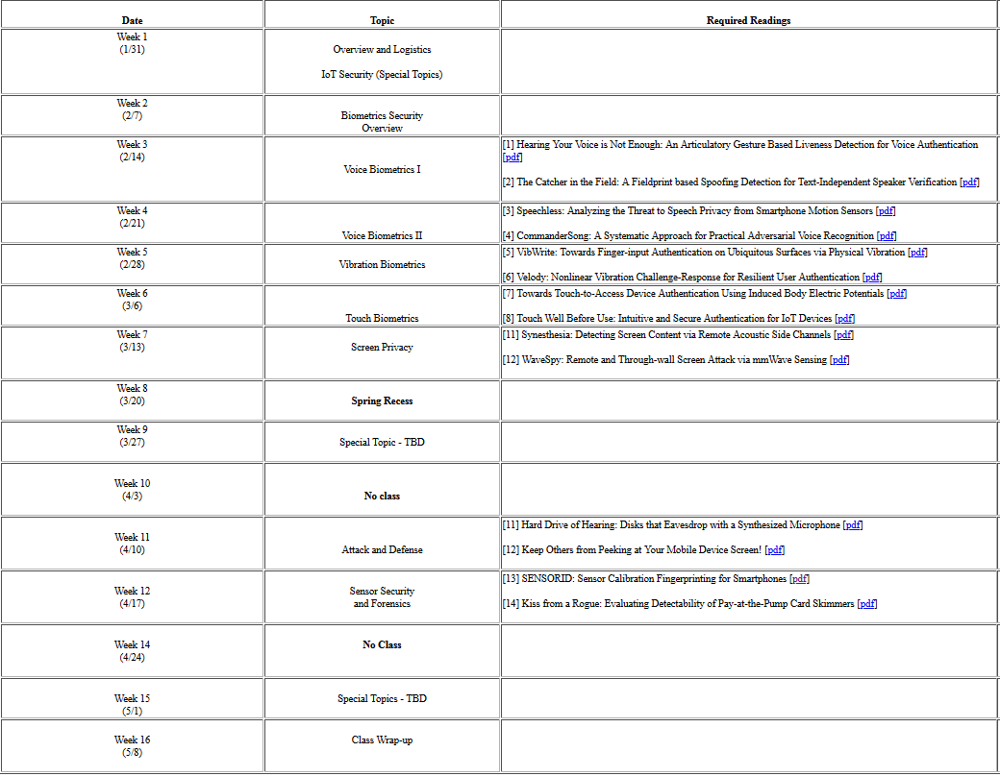 Date Topic Required Readings
Week 1
(1/31)
Overview and Logistics
IoT Security (Special Topics)
Week 2
(2/7)
Biometrics Security
Overview
Week 3
(2/14)
Voice Biometrics I
[1] Hearing Your Voice is Not Enough: An Articulatory Gesture Based Liveness Detection for Voice Authentication
[pdf]
[2] The Catcher in the Field: A Fieldprint based Spoofing Detection for Text-Independent Speaker Verification [pdf]
Week 4
(2/21)
Voice Biometrics II
[3] Speechless: Analyzing the Threat to Speech Privacy from Smartphone Motion Sensors [pdf]
[4] CommanderSong: A Systematic Approach for Practical Adversarial Voice Recognition [pdf]
Week 5
(2/28)
Vibration Biometrics
[5] VibWrite: Towards Finger-input Authentication on Ubiquitous Surfaces via Physical Vibration [pdf]
[6] Velody: Nonlinear Vibration Challenge-Response for Resilient User Authentication [pdf]
Week 6
(3/6)
Touch Biometrics
[7] Towards Touch-to-Access Device Authentication Using Induced Body Electric Potentials [pdf]
[8] Touch Well Before Use: Intuitive and Secure Authentication for IoT Devices [pdf]
Week 7
(3/13)
Screen Privacy
[11] Synesthesia: Detecting Screen Content via Remote Acoustic Side Channels [pdf]
[12] WaveSpy: Remote and Through-wall Screen Attack via mmWave Sensing [pdf]
Week 8
(3/20)
Spring Recess
Week 9
(3/27)
Special Topic - TBD
Week 10
(4/3)
No class
Week 11
(4/10)
Attack and Defense
[11] Hard Drive of Hearing: Disks that Eavesdrop with a Synthesized Microphone [pdf]
[12] Keep Others from Peeking at Your Mobile Device Screen! [pdf]
Week 12
(4/17)
Sensor Security
and Forensics
[13] SENSORID: Sensor Calibration Fingerprinting for Smartphones [pdf]
[14] Kiss from a Rogue: Evaluating Detectability of Pay-at-the-Pump Card Skimmers [pdf]
Week 14
(4/24)
No Class
Week 15
(5/1)
Special Topics - TBD
Week 16
(5/8)
Class Wrap-up